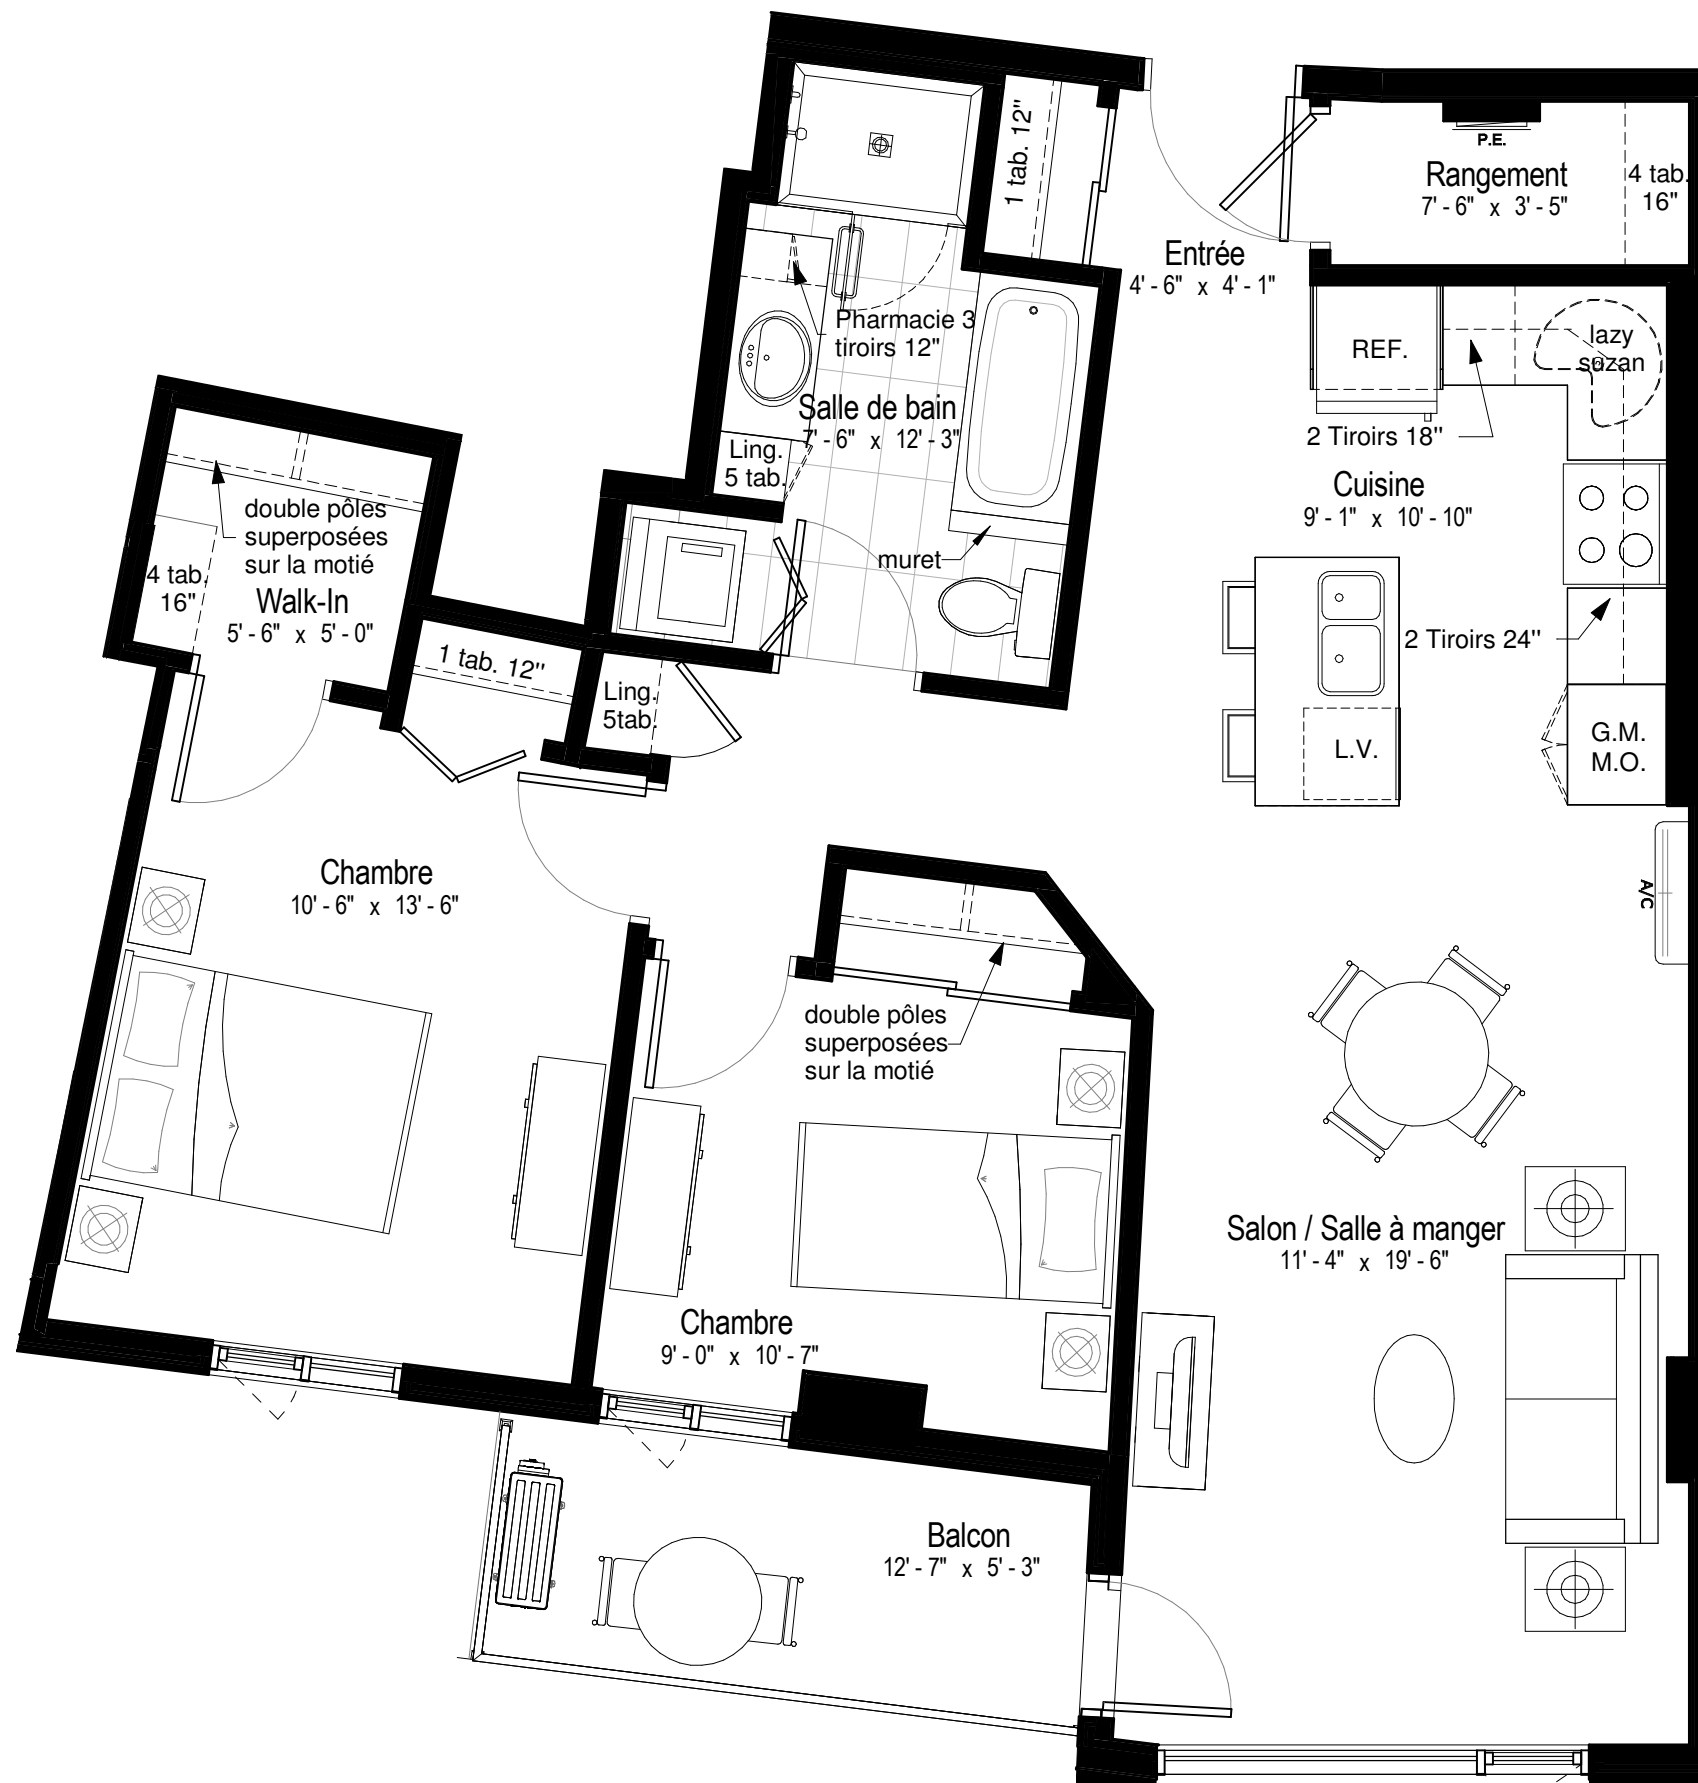 1 tab. 12"
P.E.
Rangement
7' - 6" x 3' - 5"
4 tab.
16"
Entrée
4' - 6" x 4' - 1"
Pharmacie 3
tiroirs 12"
REF.
lazy
suzan
Salle de bain
7' - 6" x 12' - 3"
2 Tiroirs 18"
Ling.
5 tab.
Cuisine
9' - 1" x 10' - 10"
double pôles
superposées
sur la motié
muret
4 tab.
16"
Walk-In
5' - 6" x 5' - 0"
2 Tiroirs 24"
1 tab. 12"
Ling.
5tab.
L.V.
G.M.
M.O.
Chambre
10' - 6" x 13' - 6"
A/C
double pôles
superposées
sur la motié
Salon / Salle à manger
11' - 4" x 19' - 6"
Chambre
9' - 0" x 10' - 7"
Balcon
12' - 7" x 5' - 3"